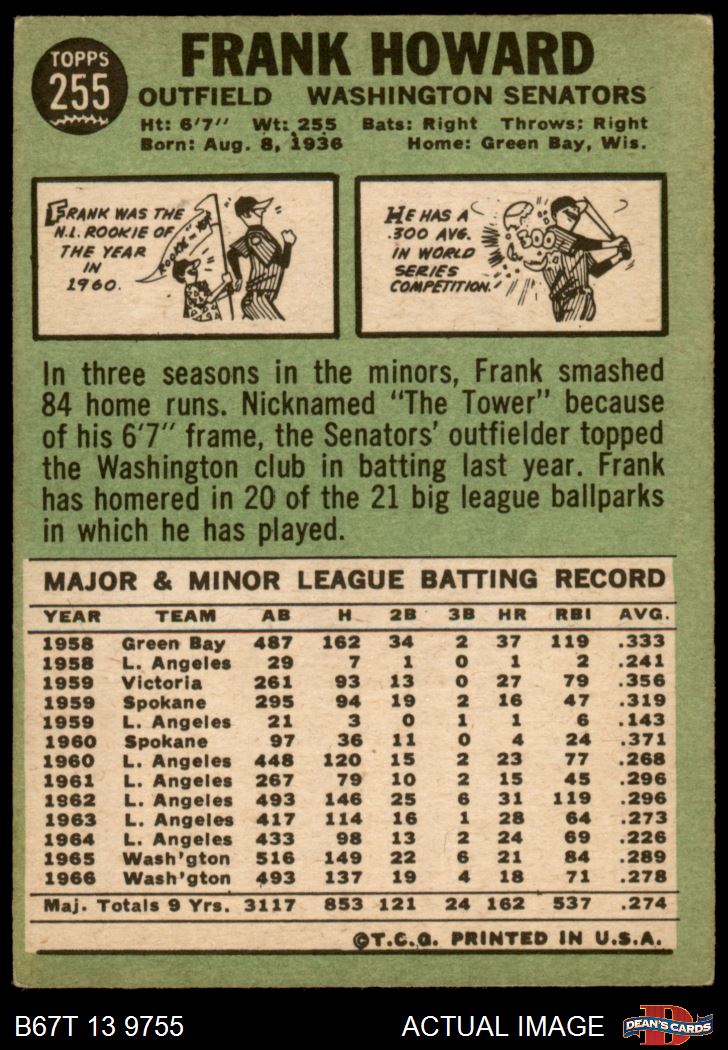 TOPPS
255
FRANK HOWARD
OUTFIELD WASHINGTON SENATORS
Ht: 6'7" Wt: 255 Bats: Right Throws: Right
Born: Aug. 8, 1936 Home: Green Bay, Wis.
FRANK WAS THE
N.L. ROOKIE OF
THE YEAR
IN
1960.
ROOKIE OF YEAR
HE HAS A
.300 AVG.
IN WORLD
SERIES
COMPETITION.
300
In three seasons in the minors, Frank smashed
84 home runs. Nicknamed "The Tower" because
of his 6'7" frame, the Senators' outfielder topped
the Washington club in batting last year. Frank
has homered in 20 of the 21 big league ballparks
in which he has played.
MAJOR & MINOR LEAGUE BATTING RECORD
YEAR TEAM AB H 2B 3B HR RBI AVG.
1958 Green Bay 487 162 34 2 37 119 .333
1958 L. Angeles 29 7 1 0 1 2 .241
1959 Victoria 261 93 13 0 27 79 .356
1959 Spokane 295 94 19 2 16 47 .319
1959 L. Angeles 21 3 0 1 1 6 .143
1960 Spokane 97 36 11 0 4 24 .371
1960 L. Angeles 448 120 15 2 23 77 .268
1961 L. Angeles 267 79 10 2 15 45 .296
1962 L. Angeles 493 146 25 6 31 119 .296
1963 L. Angeles 417 114 16 1 28 64 .273
1964 L. Angeles 433 98 13 2 24 69 .226
1965 Wash'gton 516 149 22 6 21 84 .289
1966 Wash'gton 493 137 19 4 18 71 .278
Maj. Totals 9 Yrs. 3117 853 121 24 162 537 .274
©T.C.G. PRINTED IN U.S.A.
B67T 13 9755 ACTUAL IMAGE
D
DEAN'S CARDS